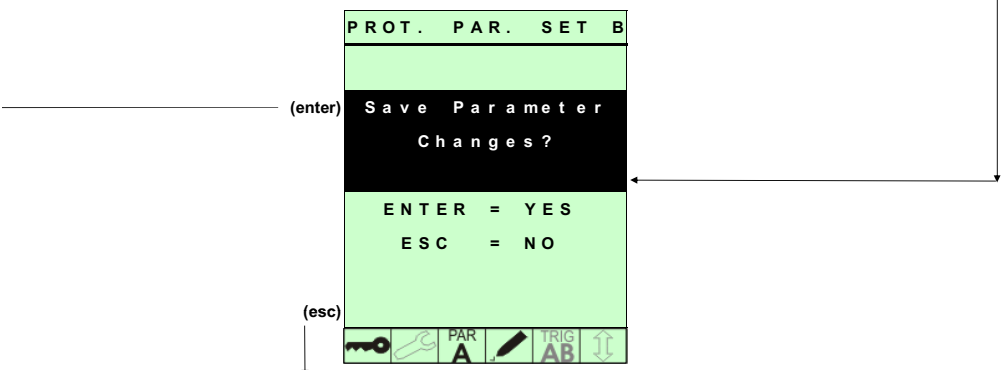 PROT. PAR. SET B
(enter)
Save Parameter
Changes?
ENTER = YES
ESC = NO
(esc)
PAR
A
TRIG
AB